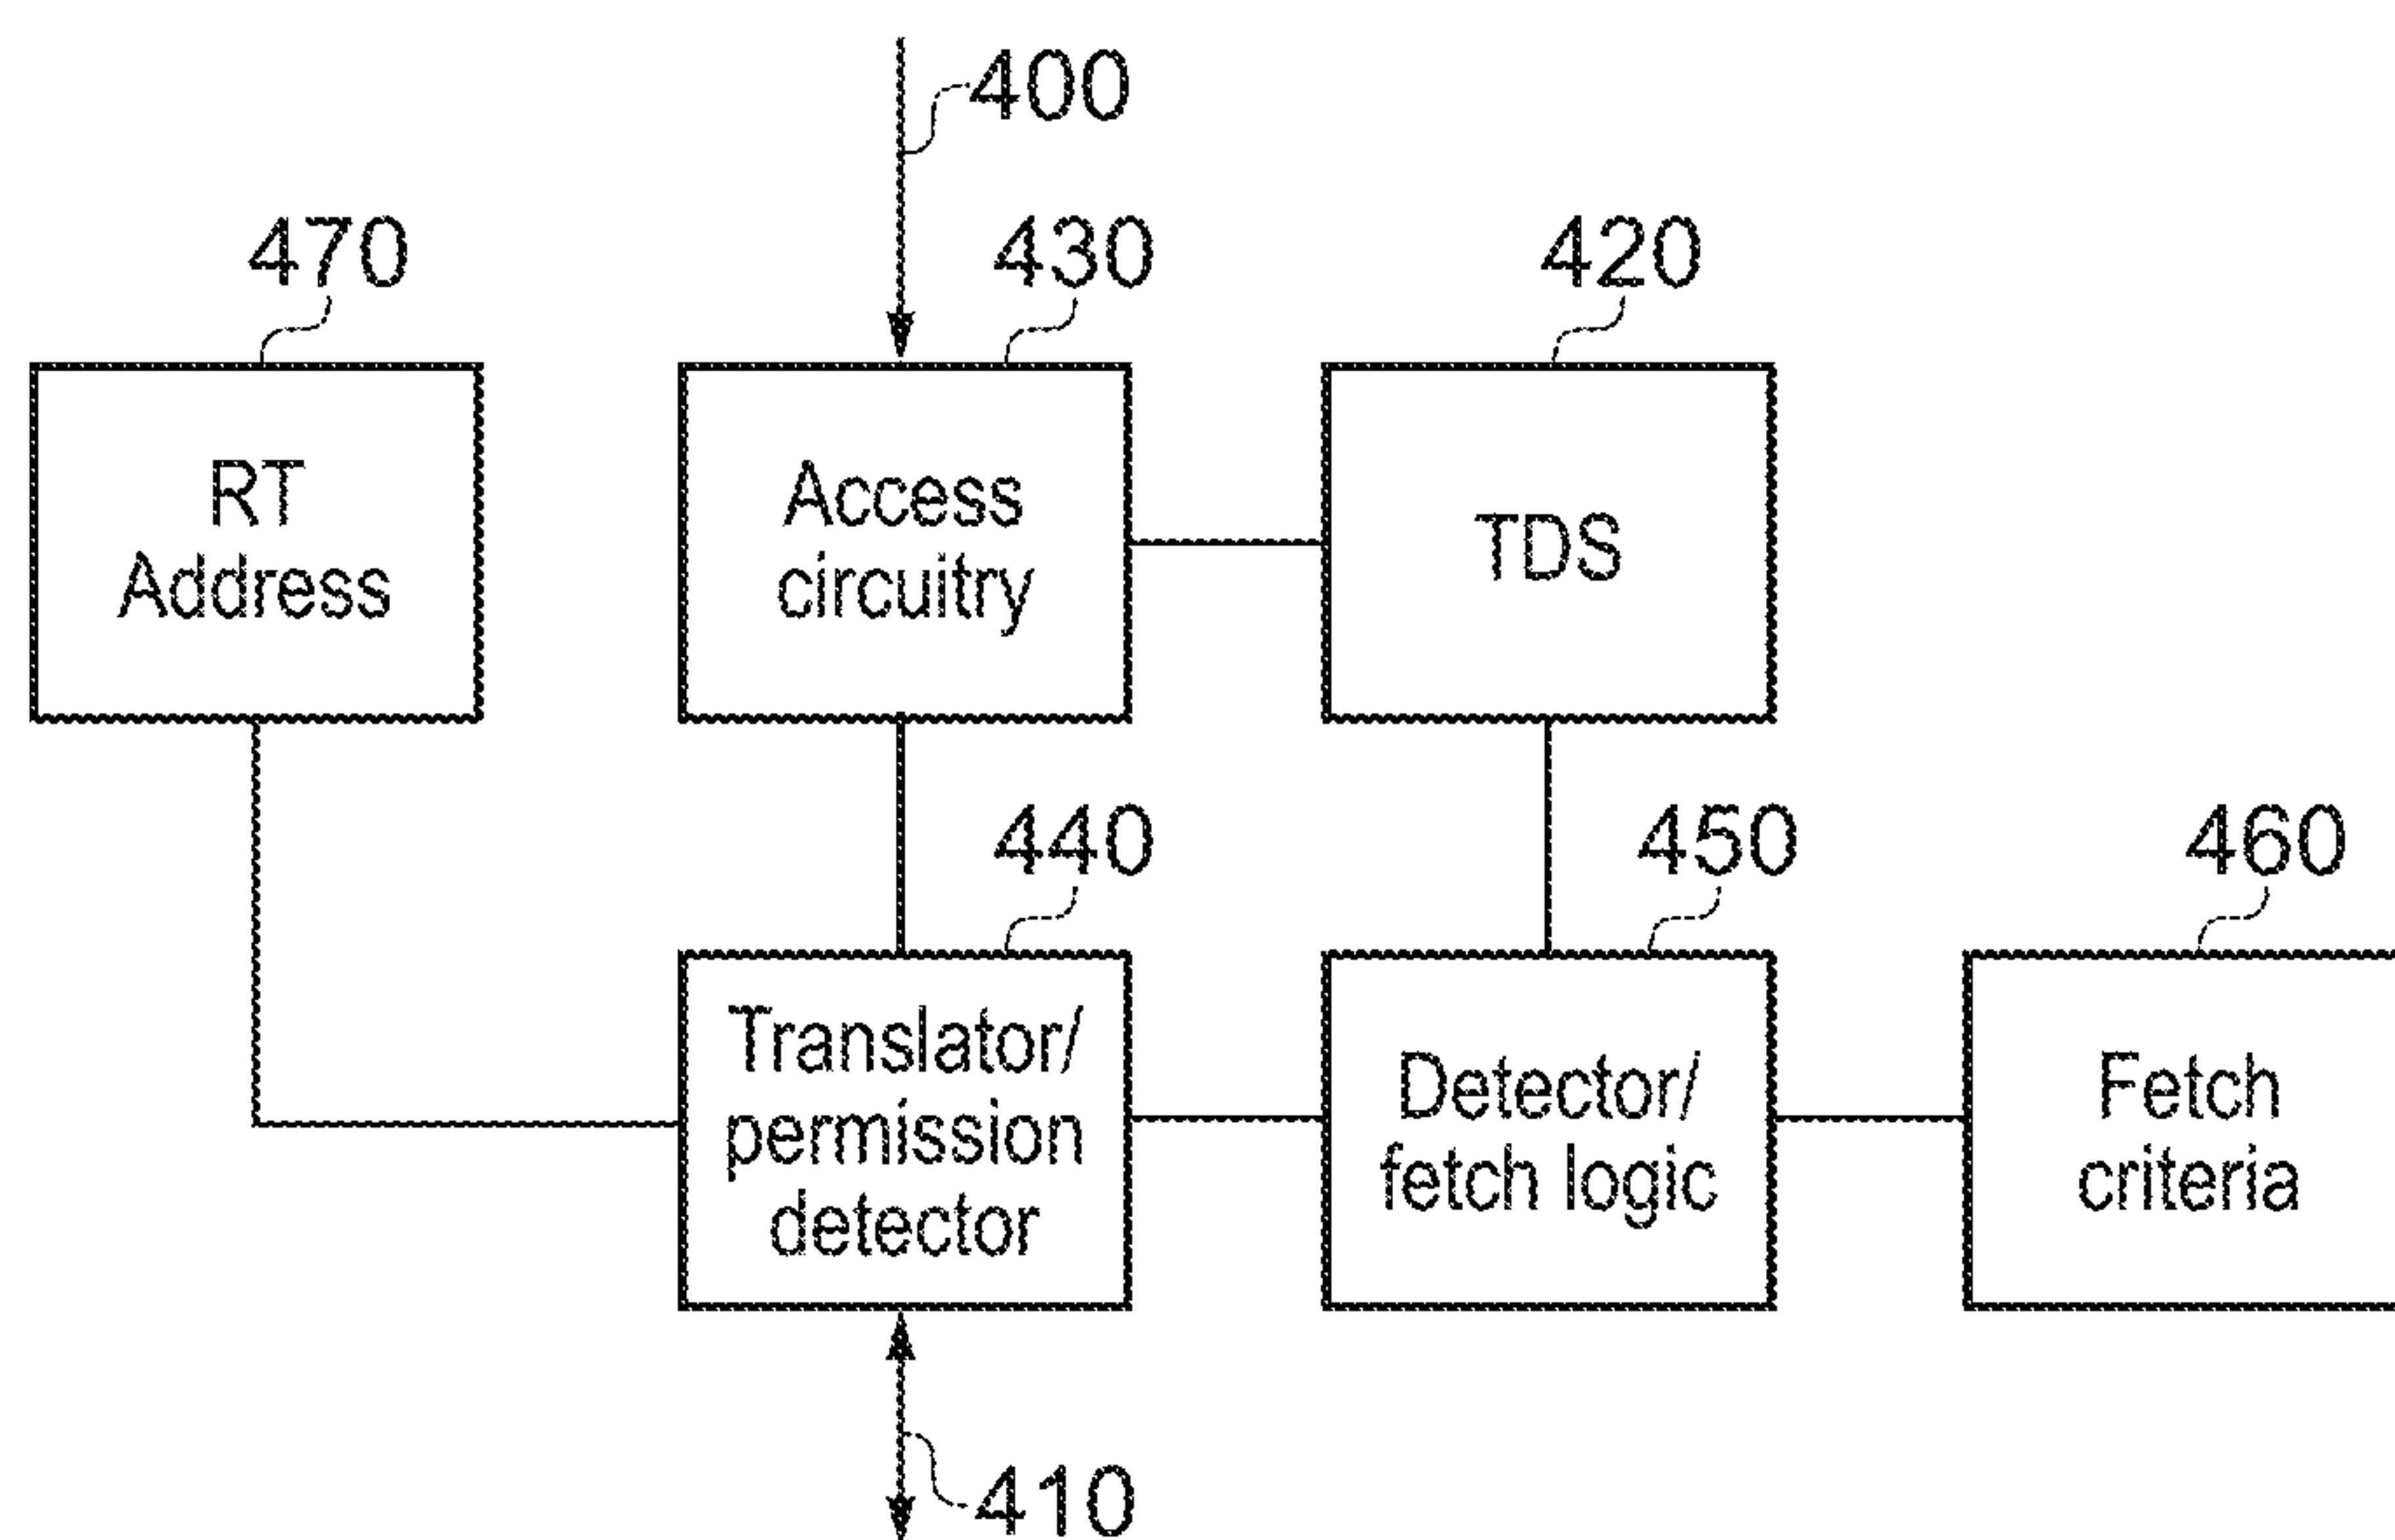 400
470
430
420
RT
Address
Access
circuitry
TDS
440
450
460
Translator/
permission
detector
Detector/
fetch logic
Fetch
criteria
410